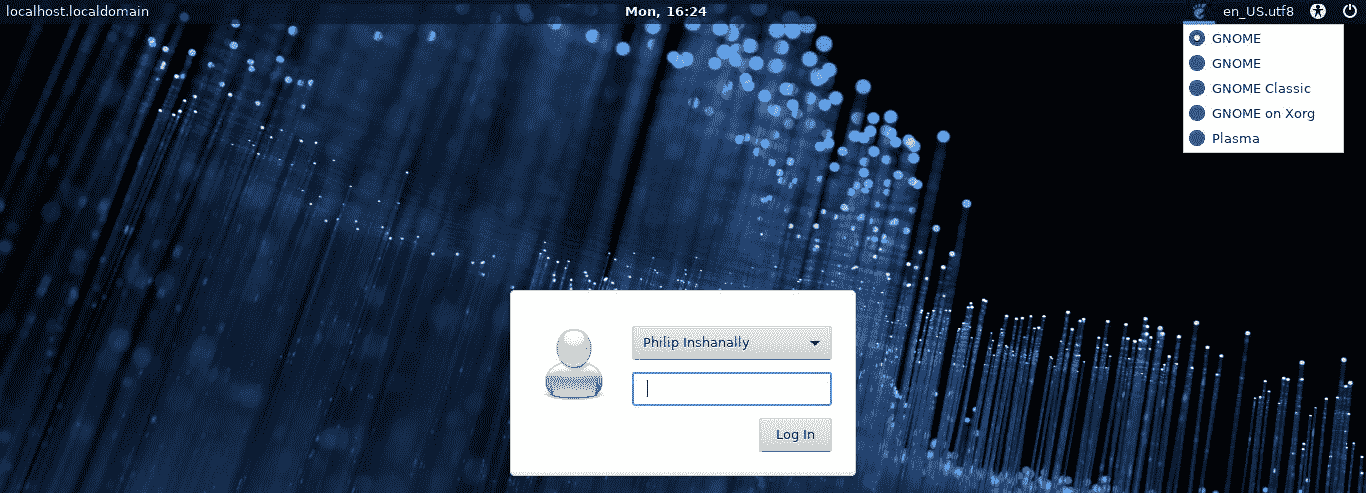 localhost.localdomain
Mon, 16:24
en_US.utf8
GNOME
GNOME
GNOME Classic
GNOME on Xorg
Plasma
Philip Inshanally
Log In